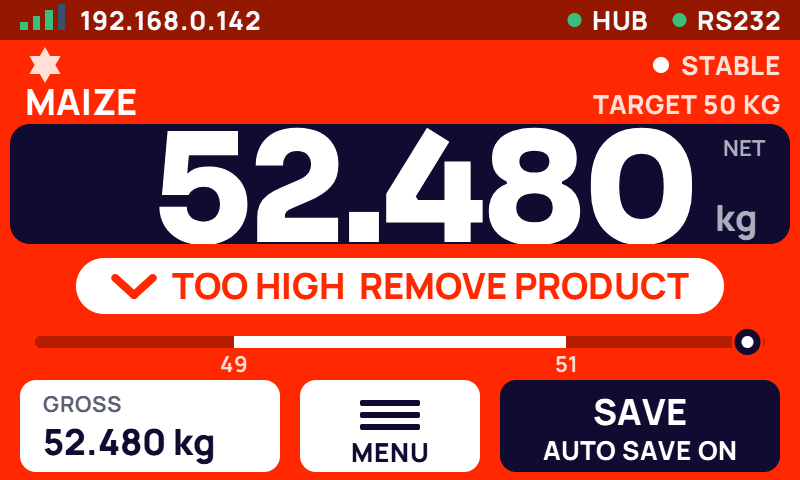 192.168.0.142
HUB
RS232
MAIZE
STABLE
TARGET 50 KG
52.480
NET
kg
TOO HIGH REMOVE PRODUCT
49
51
GROSS
52.480 kg
MENU
SAVE
AUTO SAVE ON